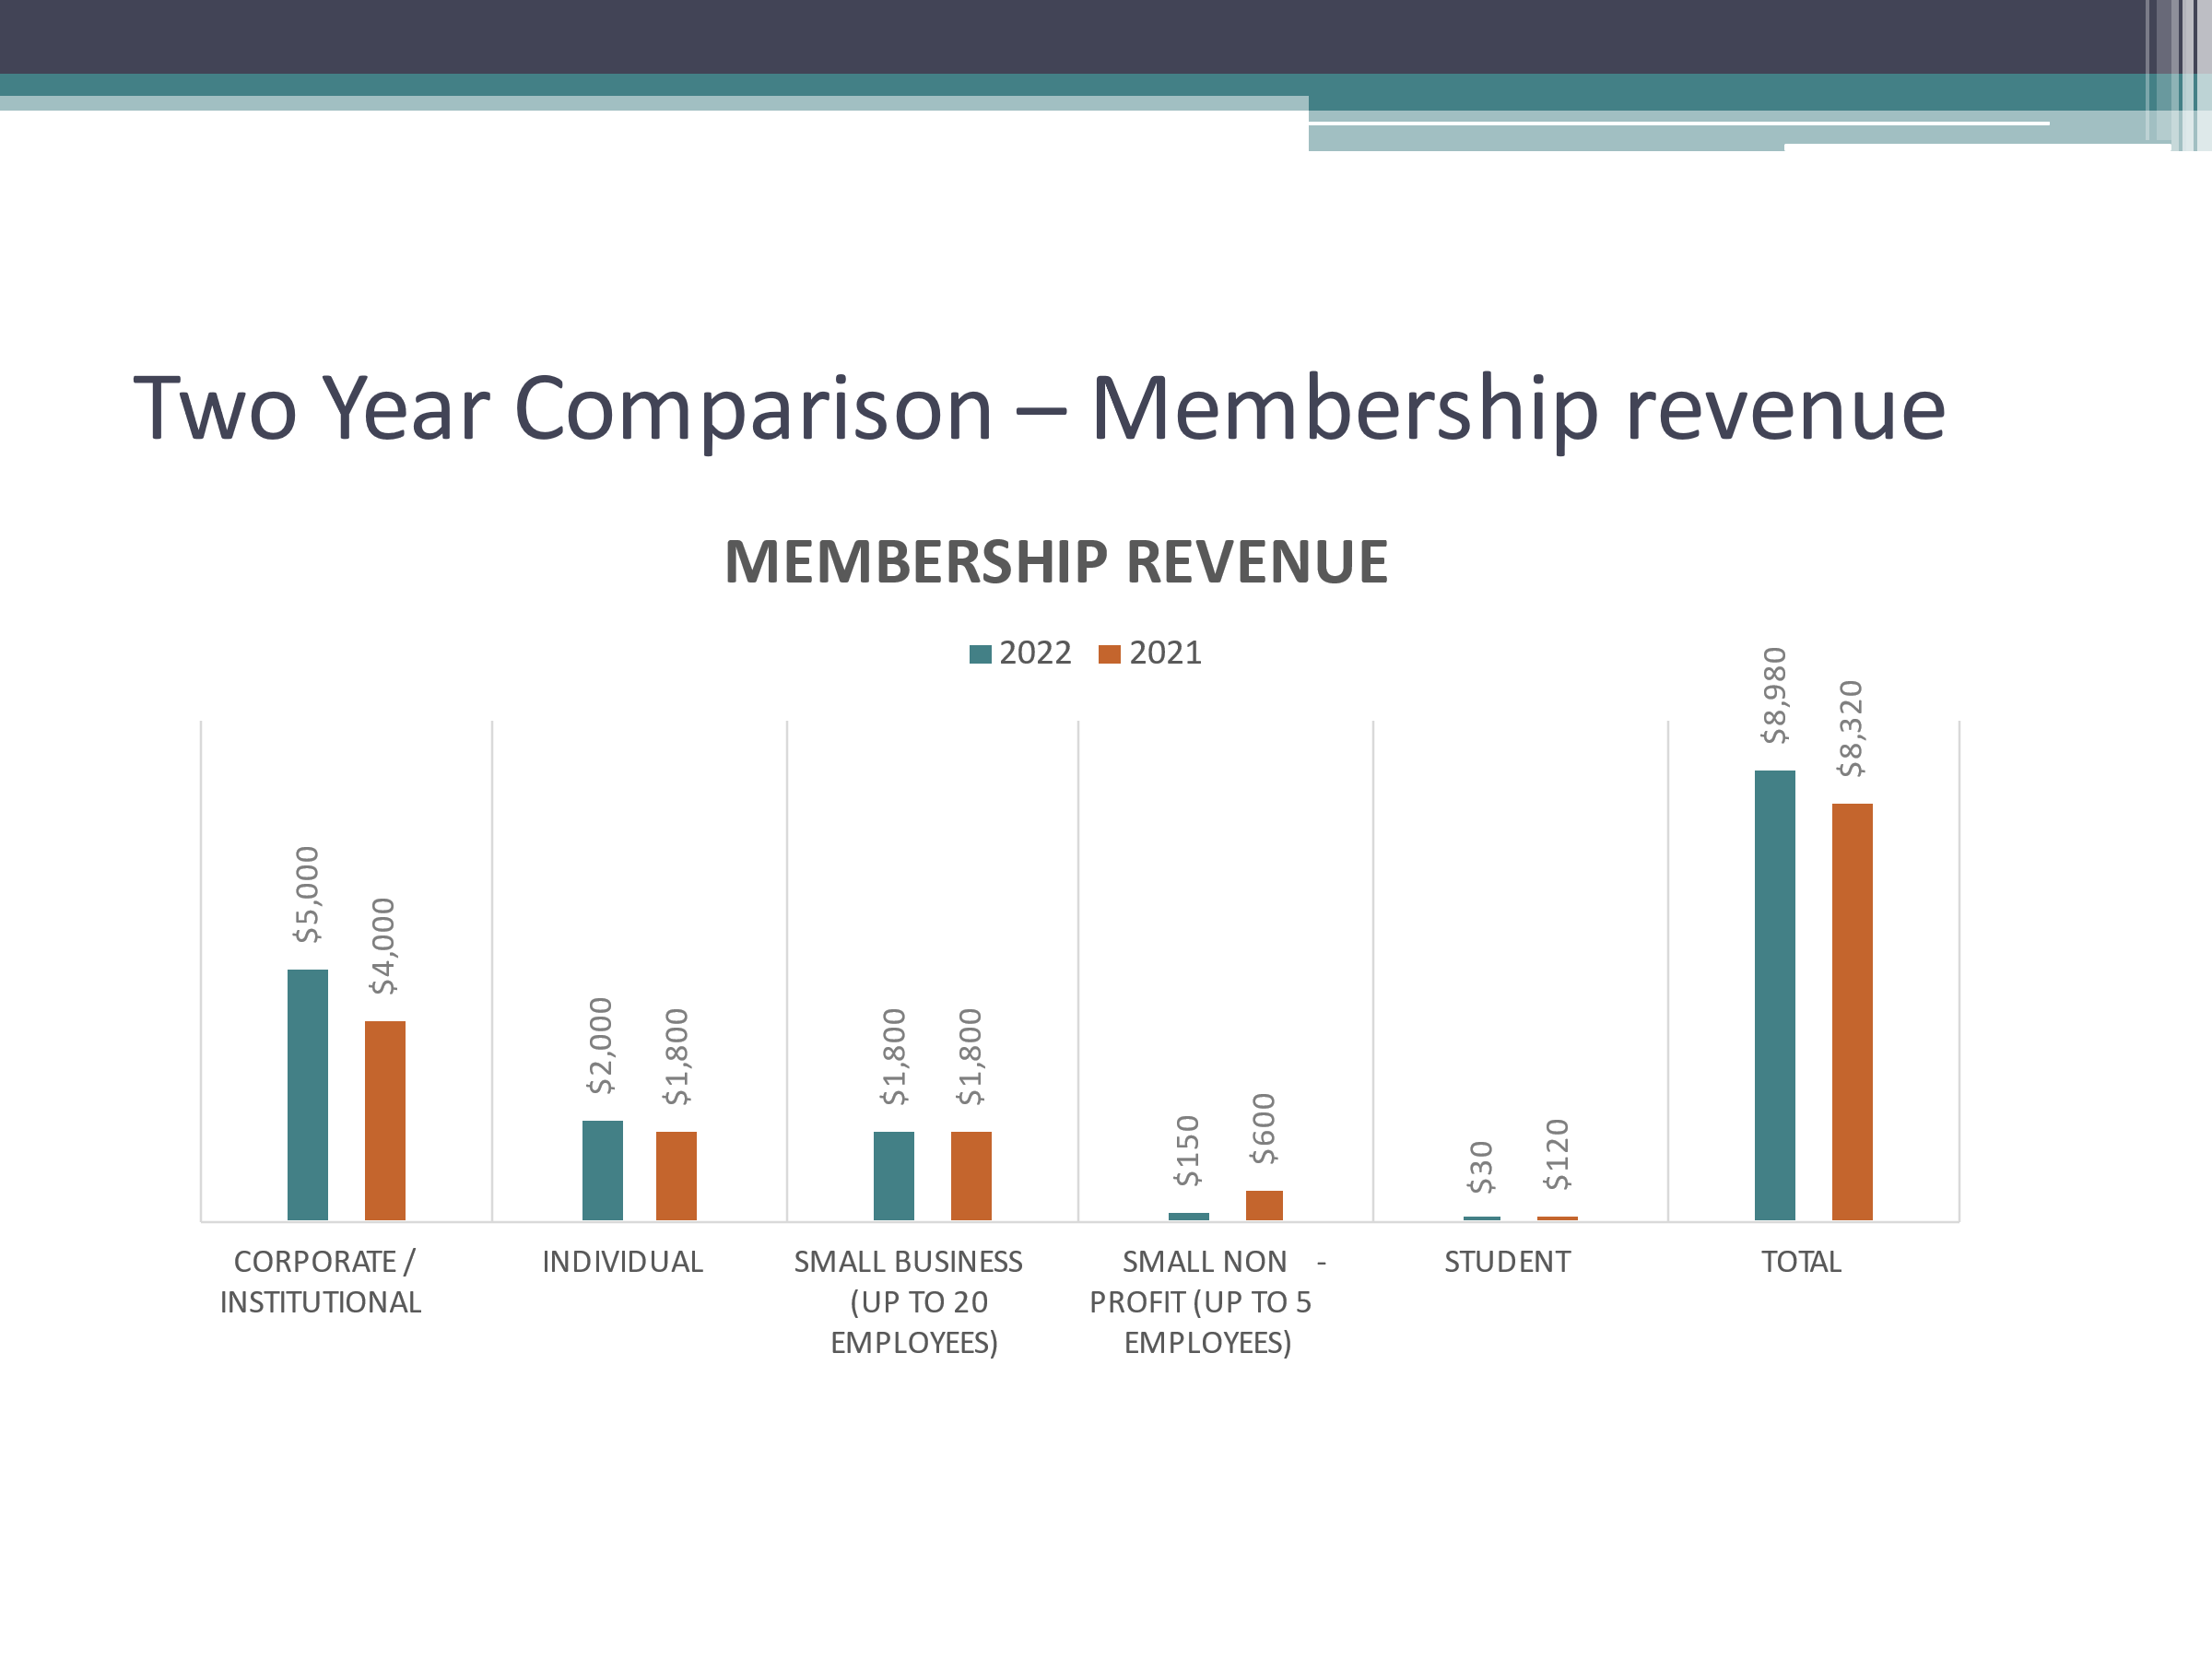 Two Year Comparison – Membership revenue
MEMBERSHIP REVENUE
2022 2021
$5,000 $4,000 $2,000 $1,800 $1,800 $1,800 $150 $600 $30 $120 $8,980 $8,320
CORPORATE / INDIVIDUAL SMALL BUSINESS SMALL NON - STUDENT TOTAL
INSTITUTIONAL (UP TO 20 PROFIT (UP TO 5
EMPLOYEES) EMPLOYEES)